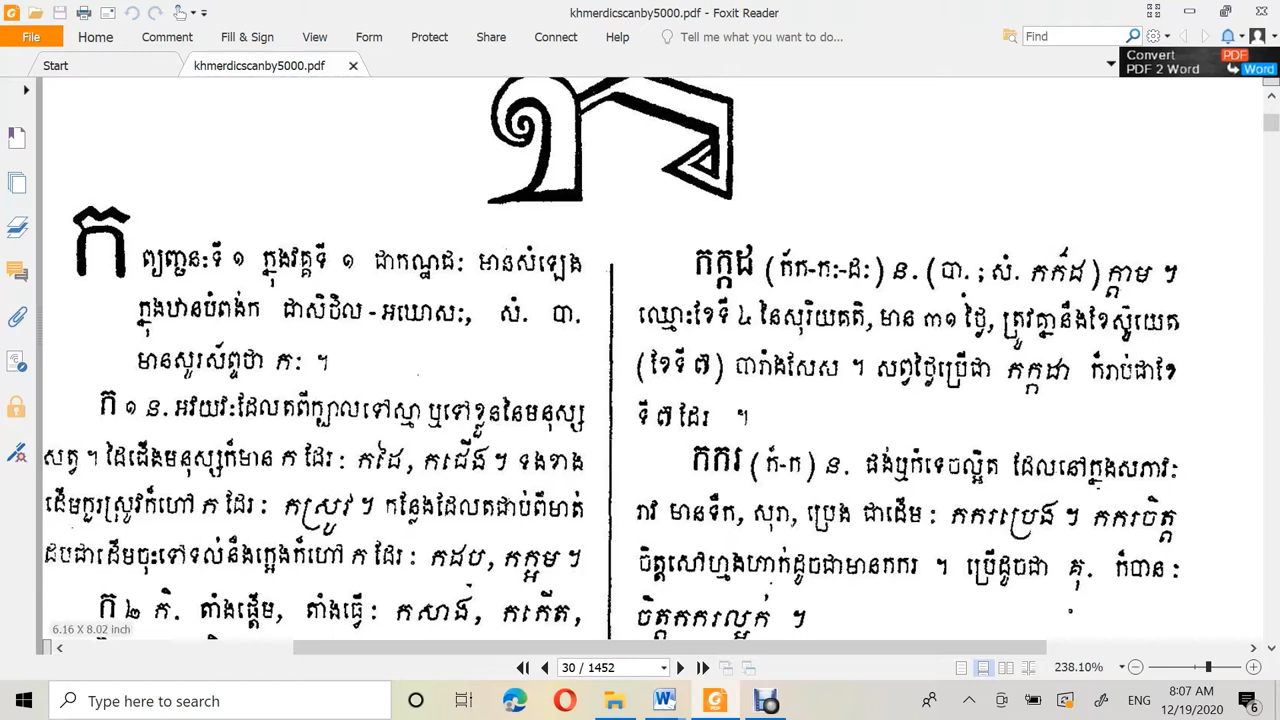 khmerdicscanby5000.pdf - Foxit Reader
File Home Comment Fill & Sign View Form Protect Share Connect Help Tell me what you want to do... Find
Start khmerdicscanby5000.pdf
Convert PDF
PDF 2 Word Word
ក
ក ព្យញ្ជនៈទី ១ ក្នុងវគ្គទី ១ ជាកណ្ឋជៈ មានសំឡេង
ក្នុងឋានបំពង់ក ជាសិថិល - អឃោសៈ, សំ. បា.
មានសូរស័ព្ទថា កៈ ។
ក ១ ន. អវយវៈដែលតពីក្បាលទៅស្មា ឬទៅខ្លួននៃមនុស្ស
សត្វ ។ ដៃជើងមនុស្សក៏មាន ក ដែរ : កដៃ, កជើង ។ ទងខាង
ដើមកួរស្រូវក៏ហៅ ក ដែរ : កស្រូវ ។ កន្លែងដែលតជាប់ពីមាត់
ដបជាដើមចុះទៅទល់នឹងក្អេងក៏ហៅ ក ដែរ : កដប, កក្អម ។
ក ២ កិ. តាំងផ្ដើម, តាំងធ្វើ : កសាង, កកើត,
កក្កដ (ក័ក-កៈ-ដៈ) ន. (បា. ; សំ. កក៌ដ) ក្ដាម ។
ឈ្មោះខែទី ៤ នៃសុរិយគតិ, មាន ៣១ ថ្ងៃ, ត្រូវគ្នានឹងខែស្ហ៊ូយេត
(ខែទី ៧) បារាំងសែស ។ សព្វថ្ងៃប្រើជា កក្កដា ក៏រាប់ជាខែ
ទី ៧ ដែរ ។
កករ (ក៏-ក) ន. ផង់ឬកំទេចល្អិត ដែលនៅក្នុងសភាវៈ
រាវ មានទឹក, សុរា, ប្រេង ជាដើម : កករប្រេង ។ កករចិត្ត
ចិត្តសៅហ្មងហាក់ដូចជាមានកករ ។ ប្រើដូចជា គុ. ក៏បាន :
ចិត្តកករល្អក់ ។
6.16 X 8.02 inch
30 / 1452 238.10%
Type here to search
ENG
8:07 AM
12/19/2020
6